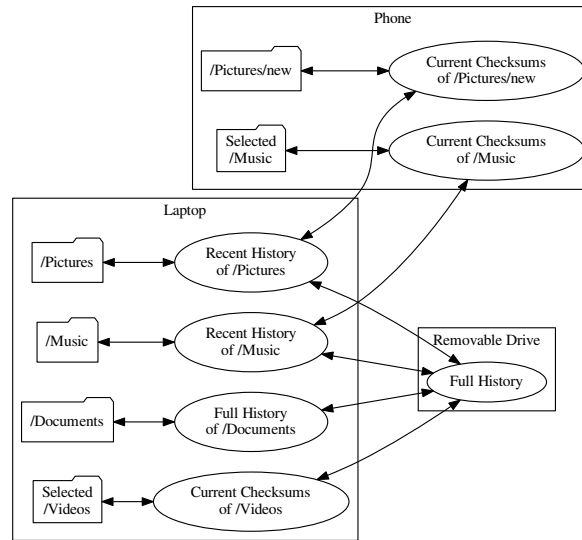 Phone
/Pictures/new
Current Checksums
of /Pictures/new
Selected
/Music
Current Checksums
of /Music
Laptop
/Pictures
Recent History
of /Pictures
/Music
Recent History
of /Music
/Documents
Full History
of /Documents
Selected
/Videos
Current Checksums
of /Videos
Removable Drive
Full History